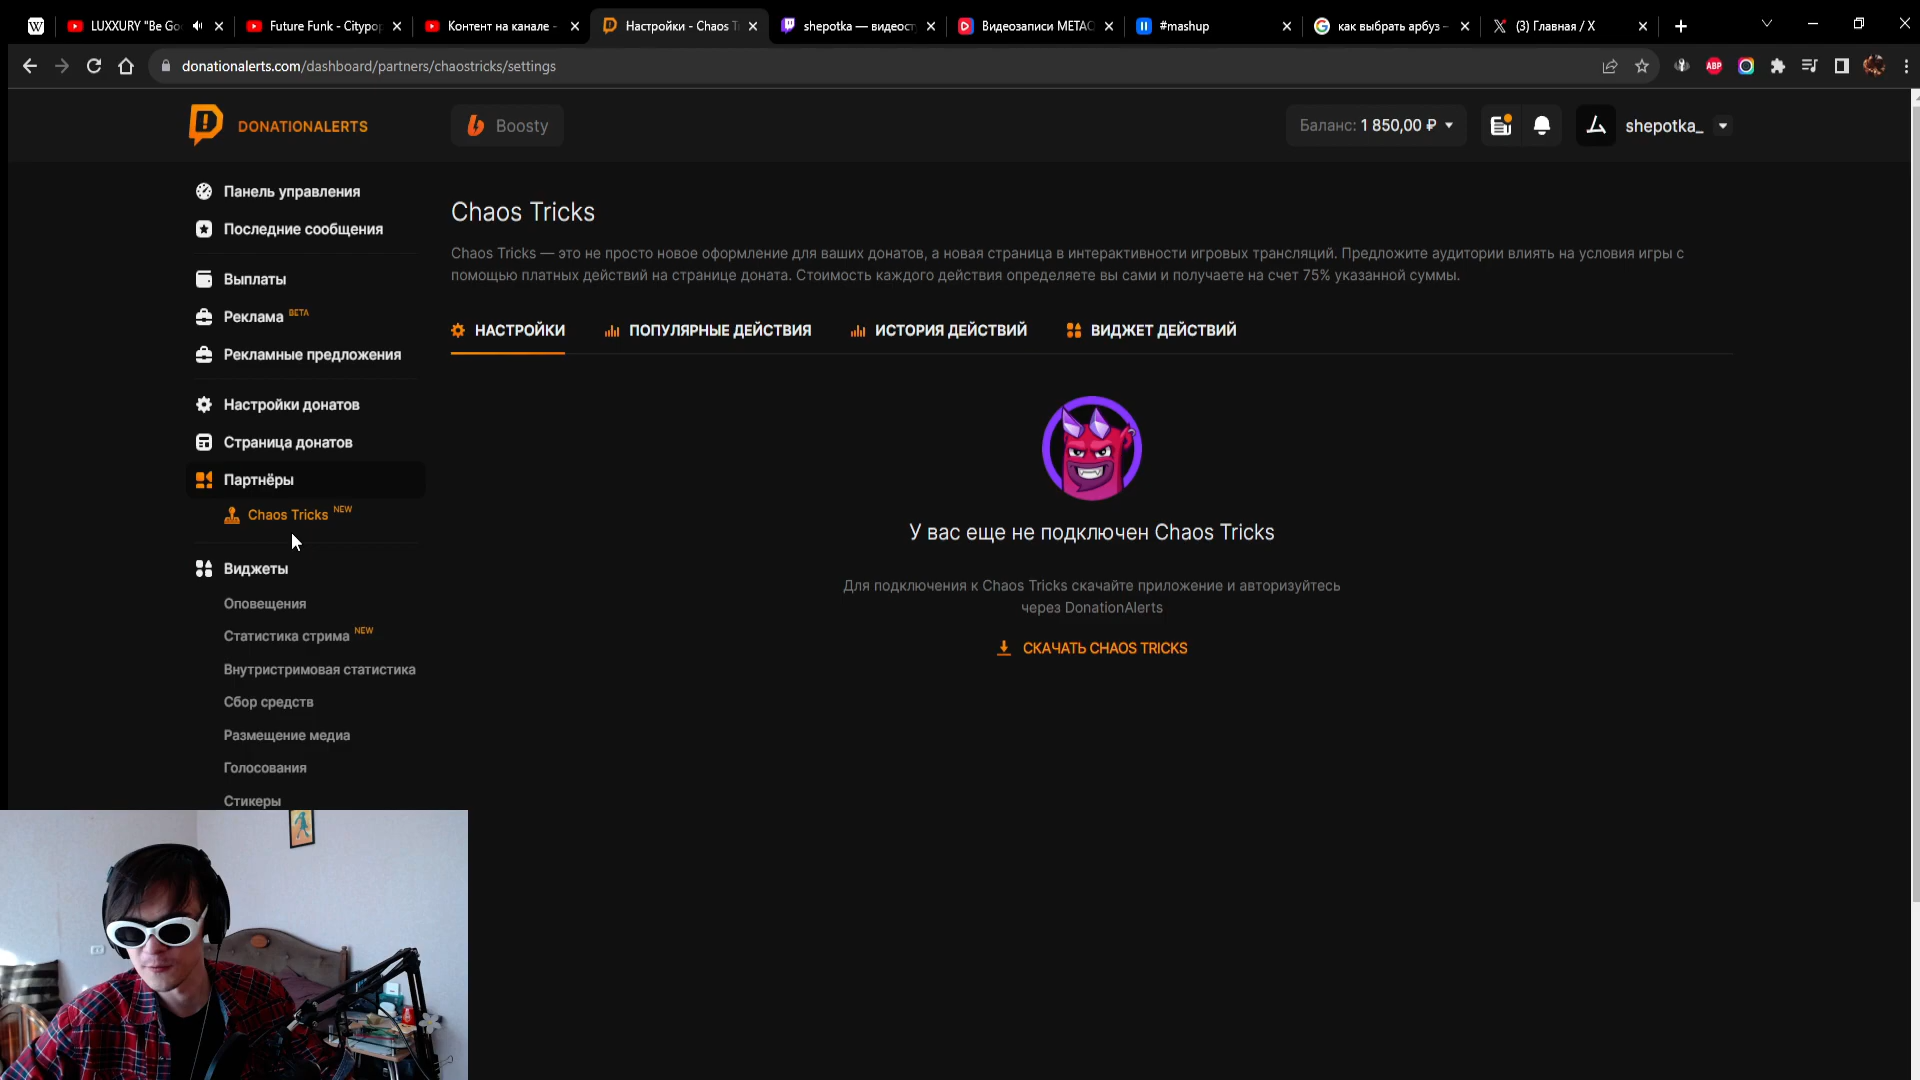 LUXXURY "Be Go
Future Funk - Citypop
Контент на канале -
Настройки - Chaos T
shepotka — видеост
Видеозаписи METAC
#mashup
как выбрать арбуз -
(3) Главная / X
donationalerts.com/dashboard/partners/chaostricks/settings
DONATIONALERTS
Boosty
Баланс: 1 850,00 ₽
shepotka_
Панель управления
Последние сообщения
Выплаты
Реклама BETA
Рекламные предложения
Настройки донатов
Страница донатов
Партнёры
Chaos Tricks NEW
Виджеты
Оповещения
Статистика стрима NEW
Внутристримовая статистика
Сбор средств
Размещение медиа
Голосования
Стикеры
Chaos Tricks
Chaos Tricks — это не просто новое оформление для ваших донатов, а новая страница в интерактивности игровых трансляций. Предложите аудитории влиять на условия игры с
помощью платных действий на странице доната. Стоимость каждого действия определяете вы сами и получаете на счет 75% указанной суммы.
НАСТРОЙКИ
ПОПУЛЯРНЫЕ ДЕЙСТВИЯ
ИСТОРИЯ ДЕЙСТВИЙ
ВИДЖЕТ ДЕЙСТВИЙ
У вас еще не подключен Chaos Tricks
Для подключения к Chaos Tricks скачайте приложение и авторизуйтесь
через DonationAlerts
СКАЧАТЬ CHAOS TRICKS